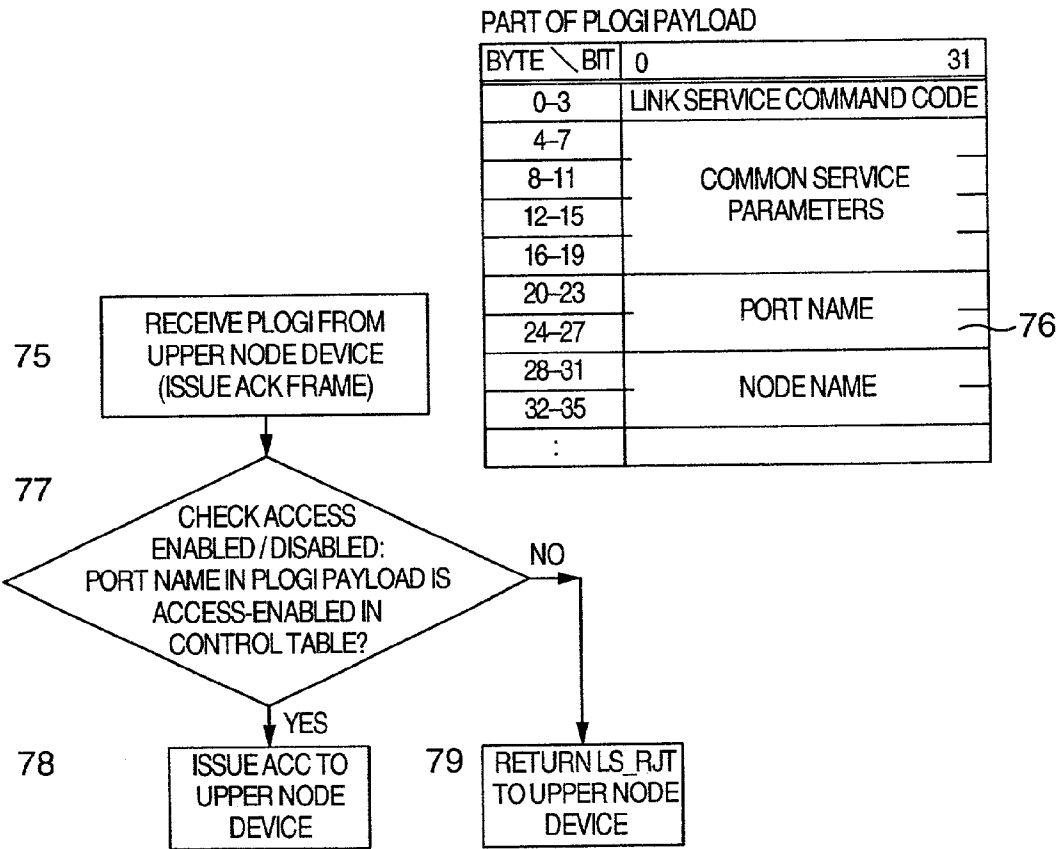 PART OF PLOGI PAYLOAD
BYTE \ BIT 0 31
0–3 LINK SERVICE COMMAND CODE
4–7
8–11
12–15
16–19
COMMON SERVICE
PARAMETERS
20–23
24–27
PORT NAME
76
28–31
32–35
NODE NAME
:
75
RECEIVE PLOGI FROM
UPPER NODE DEVICE
(ISSUE ACK FRAME)
77
CHECK ACCESS
ENABLED / DISABLED:
PORT NAME IN PLOGI PAYLOAD IS
ACCESS-ENABLED IN
CONTROL TABLE?
NO
YES
78
ISSUE ACC TO
UPPER NODE
DEVICE
79
RETURN LS_RJT
TO UPPER NODE
DEVICE